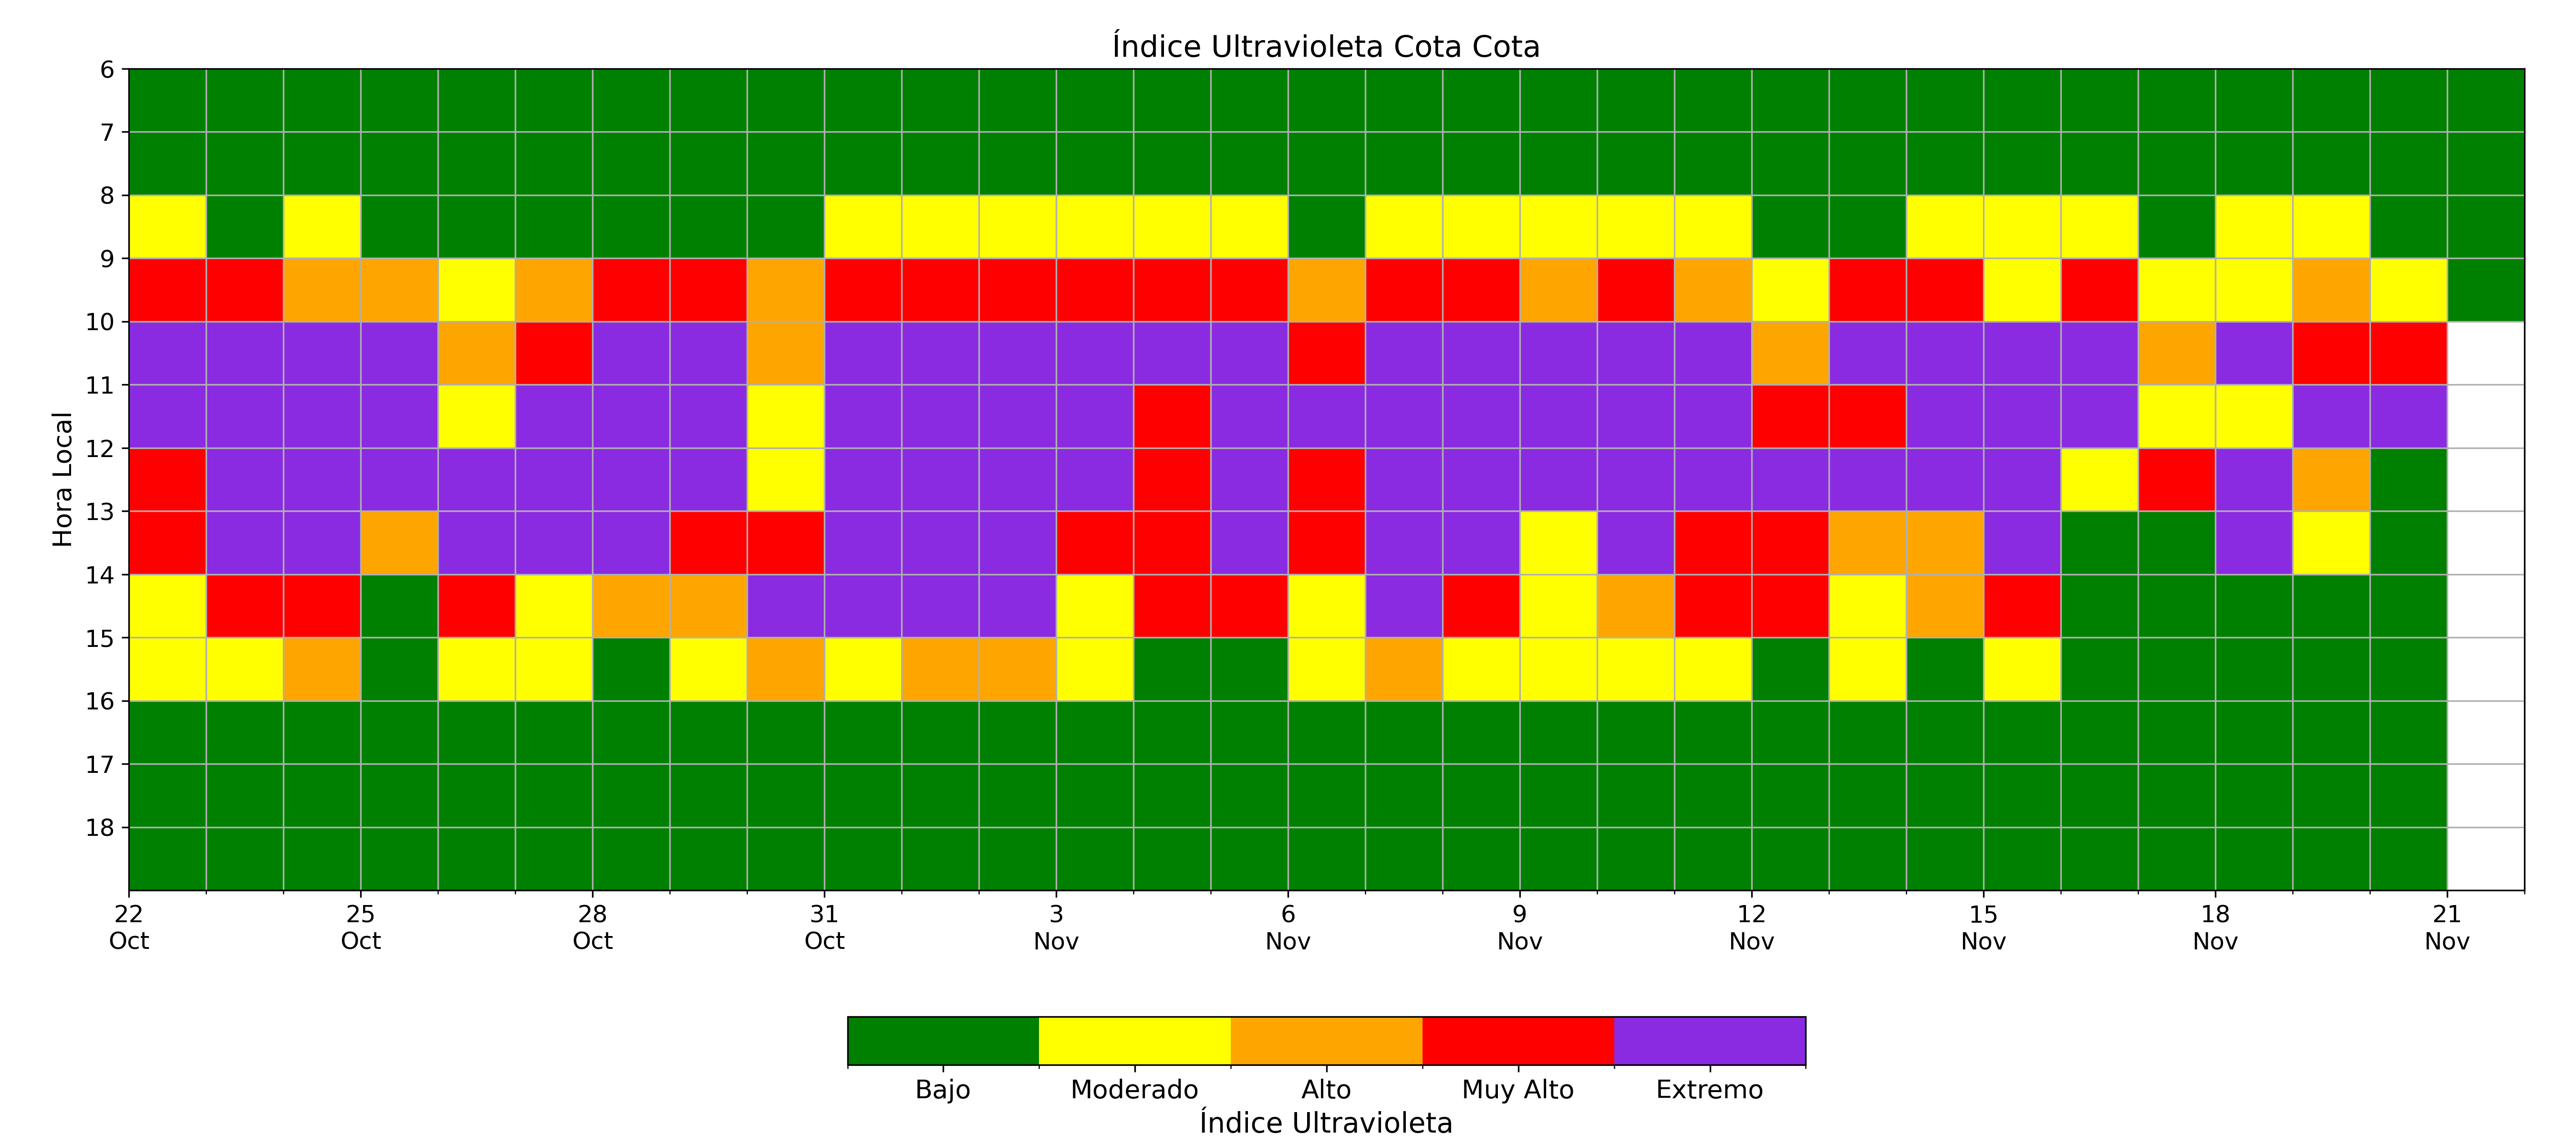 Índice Ultravioleta Cota Cota
Hora Local
6
7
8
9
10
11
12
13
14
15
16
17
18
22 25 28 31 3 6 9 12 15 18 21
Oct Oct Oct Oct Nov Nov Nov Nov Nov Nov Nov
Bajo Moderado Alto Muy Alto Extremo
Índice Ultravioleta